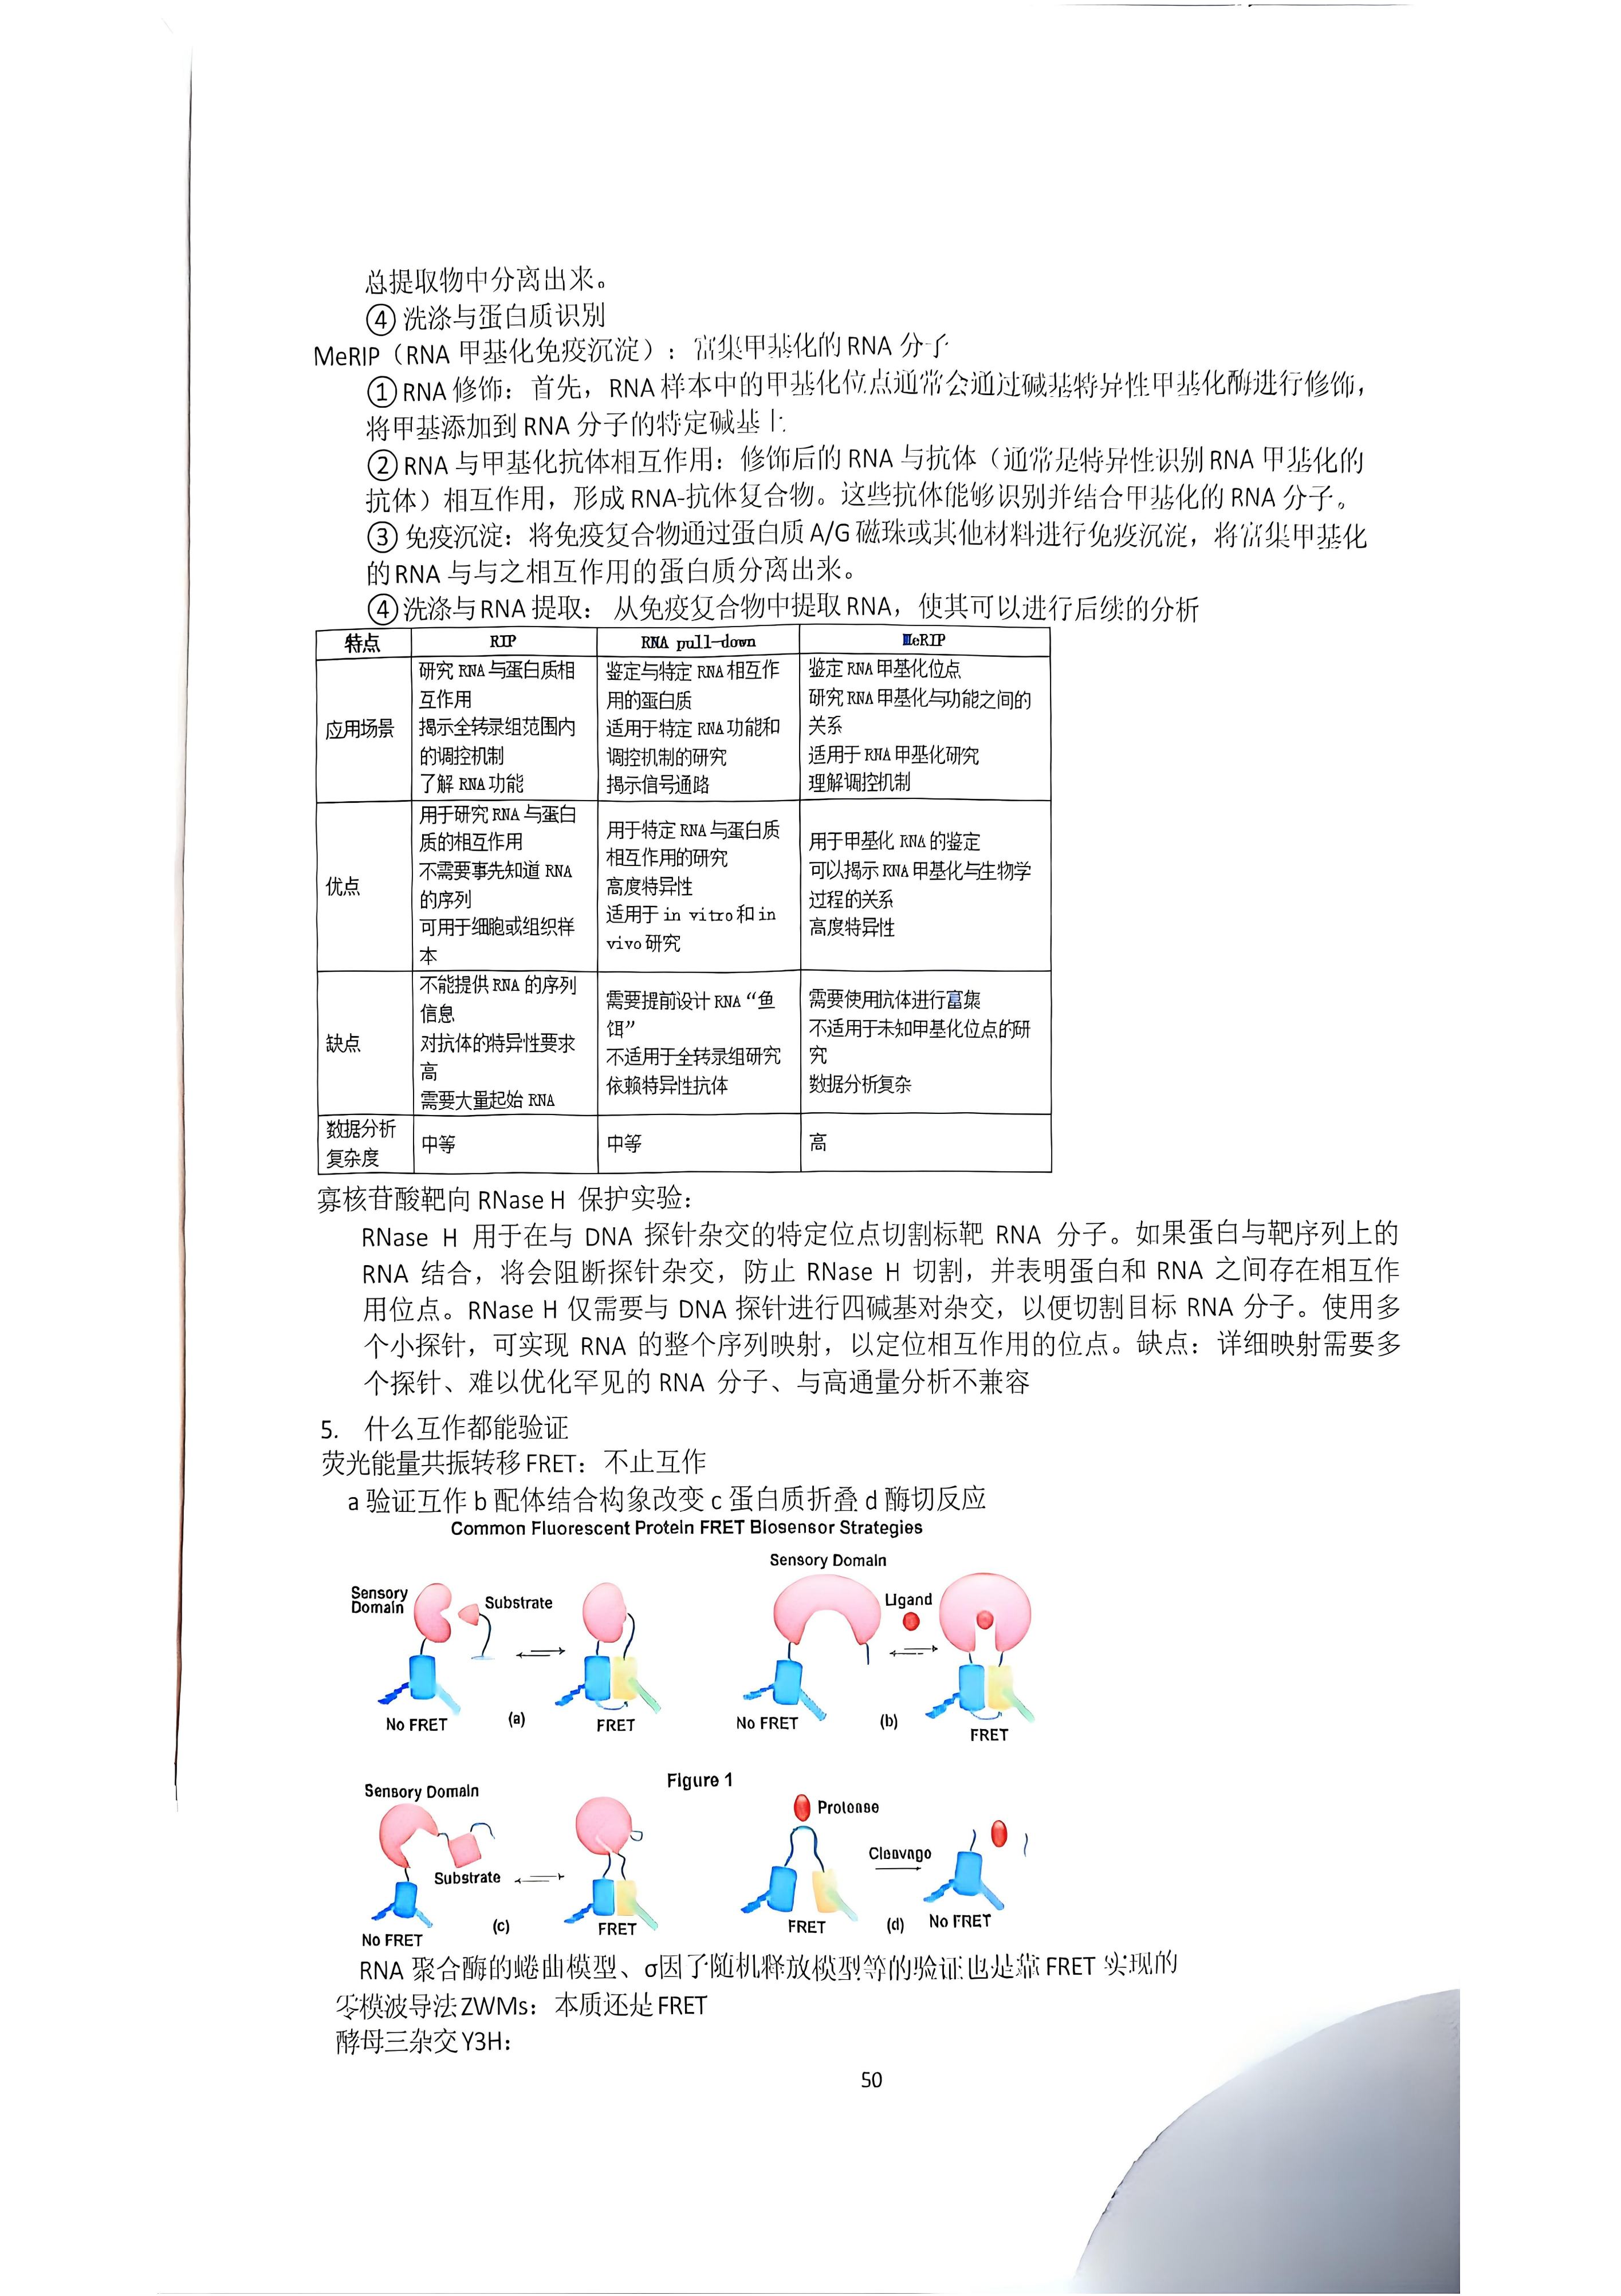 总提取物中分离出来。
④ 洗涤与蛋白质识别
MeRIP（RNA 甲基化免疫沉淀）：富集甲基化的 RNA 分子
① RNA 修饰：首先，RNA 样本中的甲基化位点通常会通过碱基特异性甲基化酶进行修饰，
将甲基添加到 RNA 分子的特定碱基上
② RNA 与甲基化抗体相互作用：修饰后的 RNA 与抗体（通常是特异性识别 RNA 甲基化的
抗体）相互作用，形成 RNA-抗体复合物。这些抗体能够识别并结合甲基化的 RNA 分子。
③ 免疫沉淀：将免疫复合物通过蛋白质 A/G 磁珠或其他材料进行免疫沉淀，将富集甲基化
的 RNA 与与之相互作用的蛋白质分离出来。
④ 洗涤与 RNA 提取： 从免疫复合物中提取 RNA，使其可以进行后续的分析
特点 RIP RNA pull-down MeRIP
应用场景
研究 RNA 与蛋白质相
互作用
揭示全转录组范围内
的调控机制
了解 RNA 功能
鉴定与特定 RNA 相互作
用的蛋白质
适用于特定 RNA 功能和
调控机制的研究
揭示信号通路
鉴定 RNA 甲基化位点
研究 RNA 甲基化与功能之间的
关系
适用于 RNA 甲基化研究
理解调控机制
优点
用于研究 RNA 与蛋白
质的相互作用
不需要事先知道 RNA
的序列
可用于细胞或组织样
本
用于特定 RNA 与蛋白质
相互作用的研究
高度特异性
适用于 in vitro 和 in
vivo 研究
用于甲基化 RNA 的鉴定
可以揭示 RNA 甲基化与生物学
过程的关系
高度特异性
缺点
不能提供 RNA 的序列
信息
对抗体的特异性要求
高
需要大量起始 RNA
需要提前设计 RNA “鱼
饵”
不适用于全转录组研究
依赖特异性抗体
需要使用抗体进行富集
不适用于未知甲基化位点的研
究
数据分析复杂
数据分析
复杂度
中等
中等
高
寡核苷酸靶向 RNase H 保护实验：
RNase H 用于在与 DNA 探针杂交的特定位点切割标靶 RNA 分子。如果蛋白与靶序列上的
RNA 结合，将会阻断探针杂交，防止 RNase H 切割，并表明蛋白和 RNA 之间存在相互作
用位点。RNase H 仅需要与 DNA 探针进行四碱基对杂交，以便切割目标 RNA 分子。使用多
个小探针，可实现 RNA 的整个序列映射，以定位相互作用的位点。缺点：详细映射需要多
个探针、难以优化罕见的 RNA 分子、与高通量分析不兼容
5. 什么互作都能验证
荧光能量共振转移 FRET：不止互作
a 验证互作 b 配体结合构象改变 c 蛋白质折叠 d 酶切反应
Common Fluorescent Protein FRET Biosensor Strategies
Sensory
Domain
Substrate
No FRET
(a)
FRET
Sensory Domain
Ligand
No FRET
(b)
FRET
Figure 1
Sensory Domain
Substrate
No FRET
(c)
FRET
Protease
Cleavage
FRET
(d)
No FRET
RNA 聚合酶的蜷曲模型、σ因子随机释放模型等的验证也是靠 FRET 实现的
零模波导法 ZWMs：本质还是 FRET
酵母三杂交 Y3H：
50